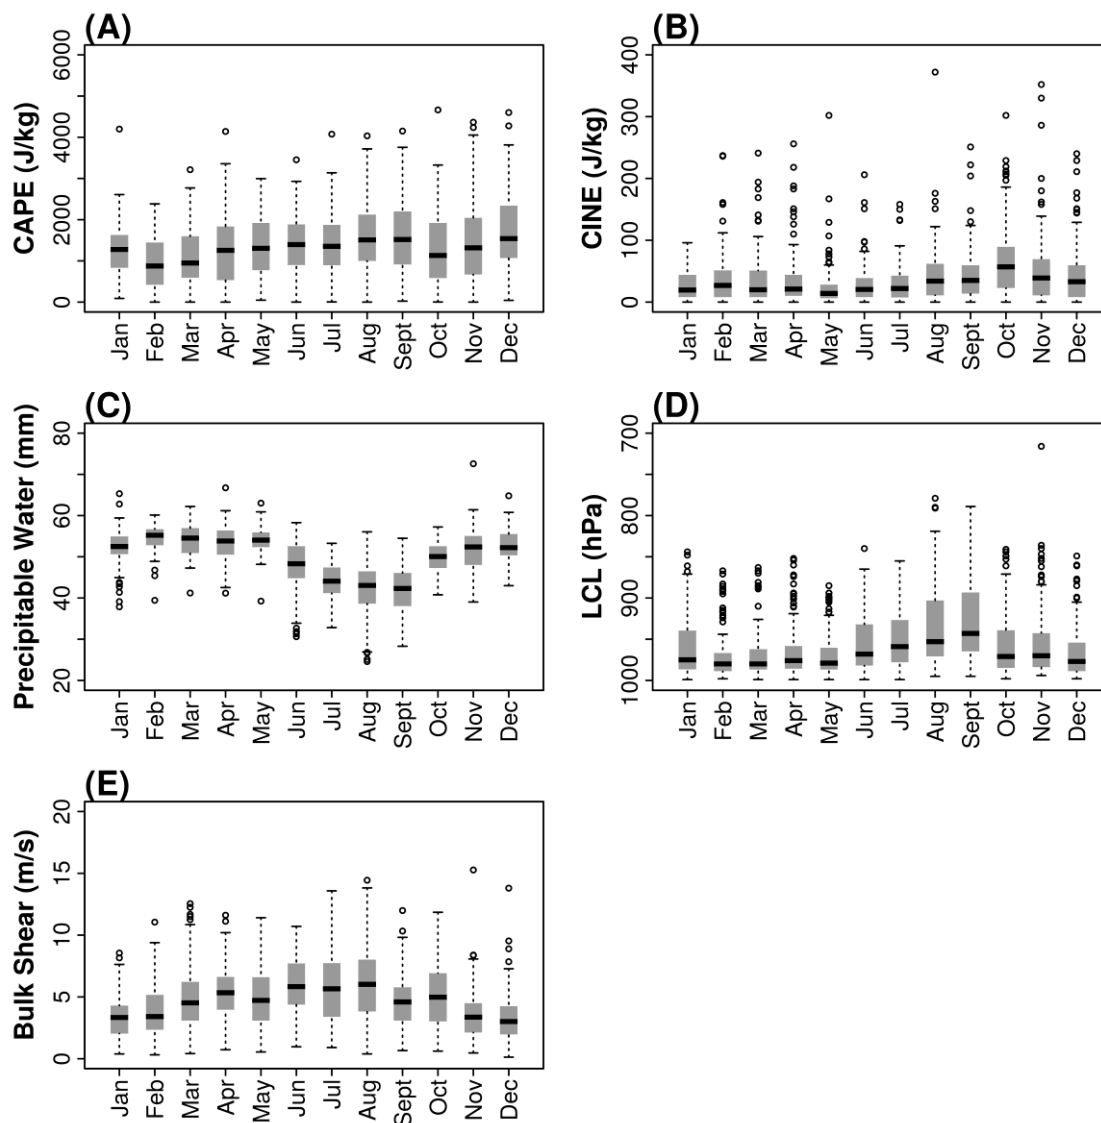 (A)
CAPE (J/kg)
0 2000 4000 6000
Jan Feb Mar Apr May Jun Jul Aug Sept Oct Nov Dec
(B)
CINE (J/kg)
0 100 200 300 400
Jan Feb Mar Apr May Jun Jul Aug Sept Oct Nov Dec
(C)
Precipitable Water (mm)
20 40 60 80
Jan Feb Mar Apr May Jun Jul Aug Sept Oct Nov Dec
(D)
LCL (hPa)
1000 900 800 700
Jan Feb Mar Apr May Jun Jul Aug Sept Oct Nov Dec
(E)
Bulk Shear (m/s)
0 5 10 15 20
Jan Feb Mar Apr May Jun Jul Aug Sept Oct Nov Dec